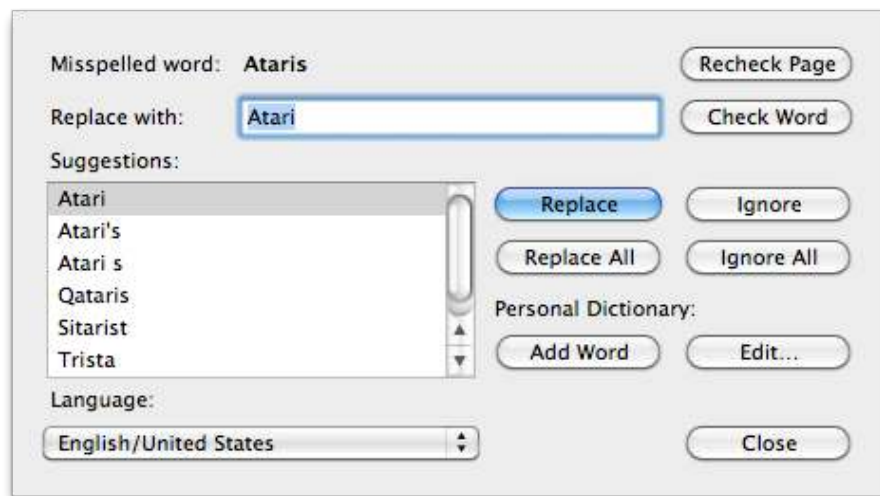 Misspelled word: Ataris Recheck Page
Replace with: Atari Check Word
Suggestions:
Atari Replace Ignore
Atari's
Atari s Replace All Ignore All
Qataris
Personal Dictionary:
Sitarist
Trista Add Word Edit...
Language:
English/United States Close